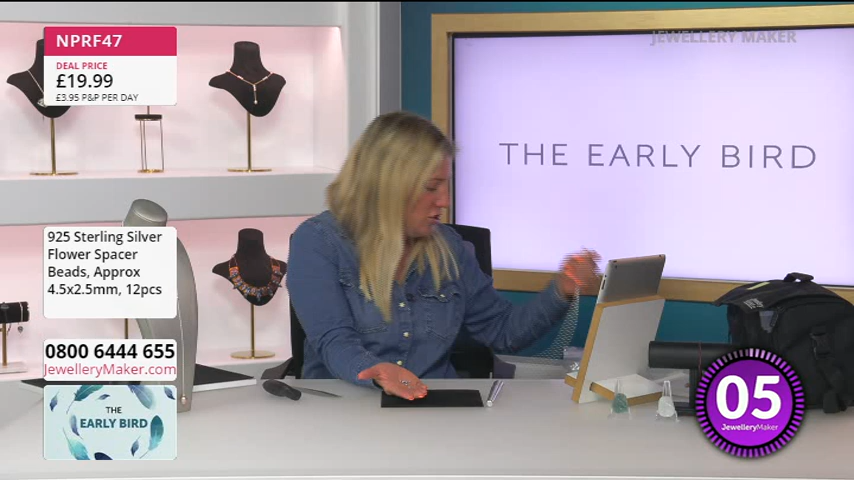 NPRF47
DEAL PRICE
£19.99
£3.95 P&P PER DAY
JEWELLERY MAKER
THE EARLY BIRD
925 Sterling Silver
Flower Spacer
Beads, Approx
4.5x2.5mm, 12pcs
0800 6444 655
JewelleryMaker.com
THE
EARLY BIRD
05
JewelleryMaker